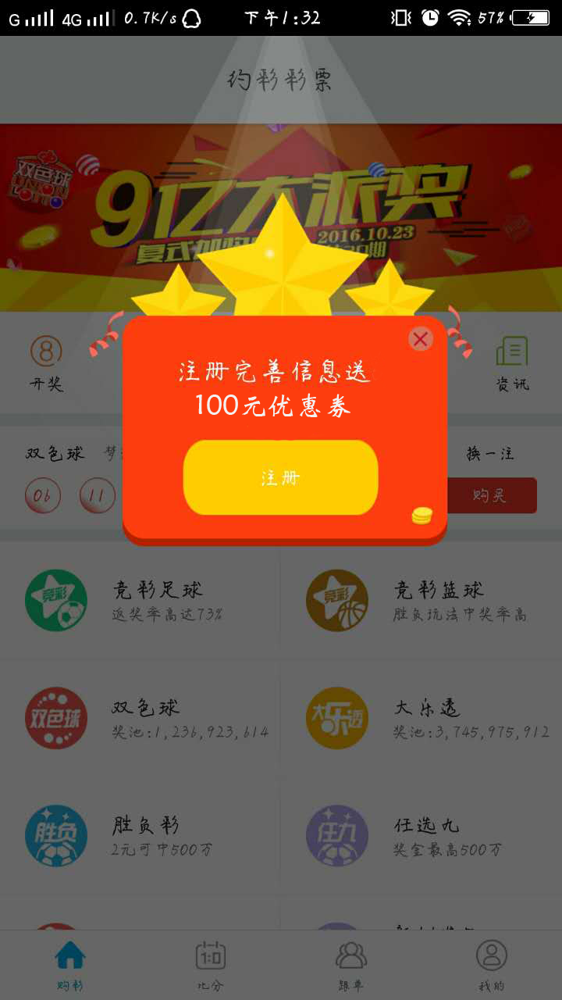 G 4G 0.7K/s 下午1:32 57%
约彩彩票
双色球
UNION
LOTTO
9亿大派奖
2016.10.23
复式
期
注册完善信息送
100元优惠券
注册
开奖
资讯
双色球
换一注
06 11
购买
竞彩
竞彩足球
返奖率高达73%
竞彩
竞彩篮球
胜负玩法中奖率高
双色球
双色球
奖池:1,236,923,614
大乐透
大乐透
奖池:3,745,975,912
胜负
胜负彩
2元可中500万
任九
任选九
奖金最高500万
购彩
1:0
比分
跟单
我的